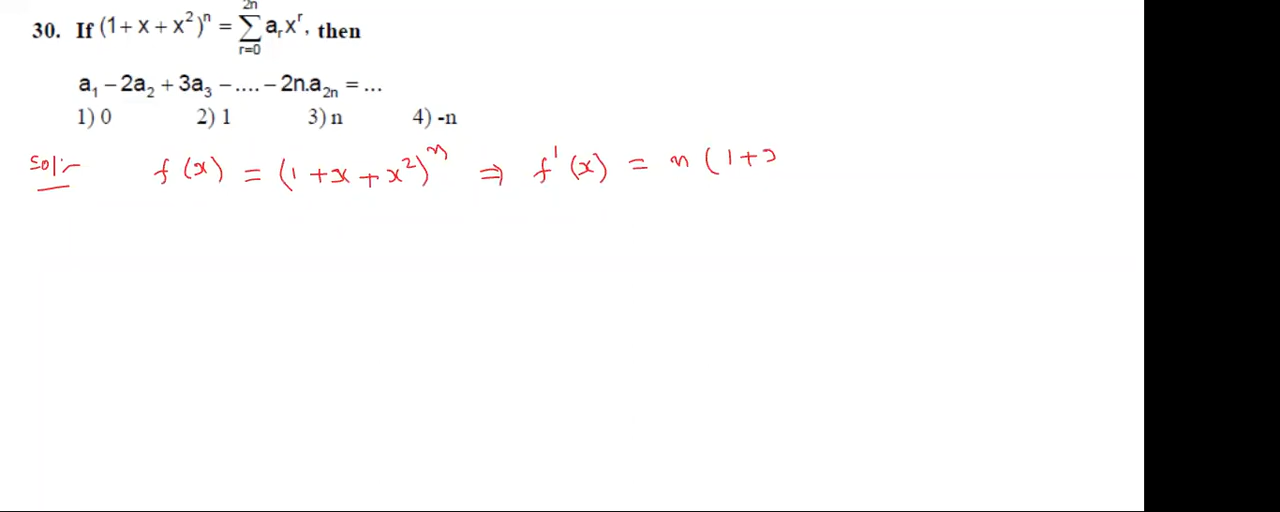 30. If (1 + x + x²)ⁿ = ∑_{r=0}^{2n} aᵣxʳ, then
a₁ − 2a₂ + 3a₃ − .... − 2n.a₂ₙ = ...
1) 0 2) 1 3) n 4) -n
Sol:- f(x) = (1 + x + x²)ⁿ ⇒ f'(x) = n (1 +